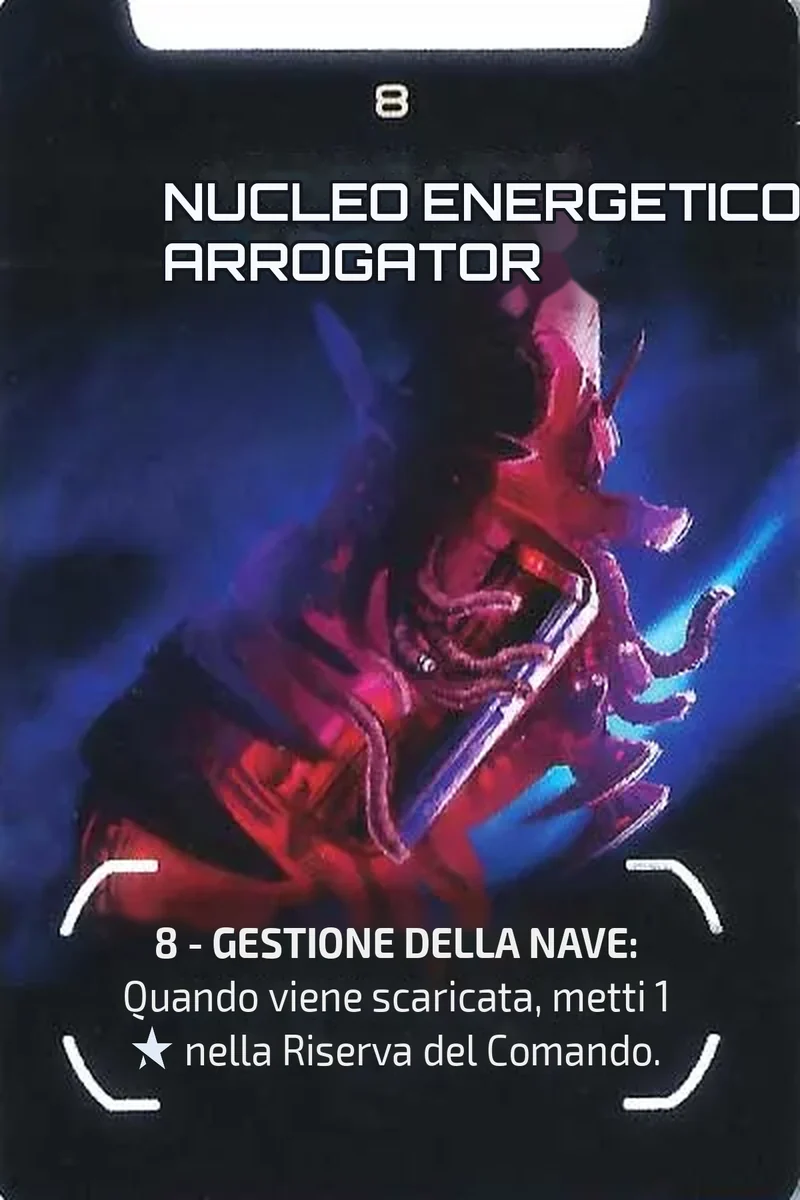 8
NUCLEO ENERGETICO
ARROGATOR
8 - GESTIONE DELLA NAVE:
Quando viene scaricata, metti 1
★ nella Riserva del Comando.